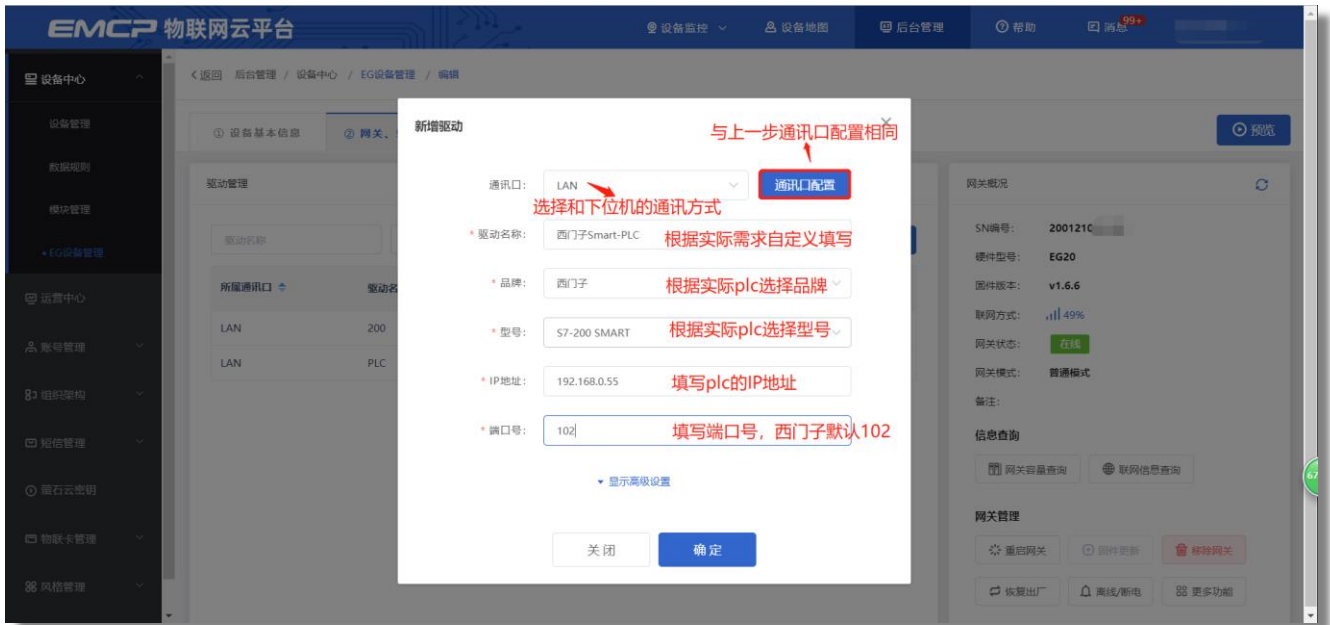 EMCP 物联网云平台
设备监控
设备地图
后台管理
帮助
消息 99+
设备中心
设备管理
数据规则
模块管理
•EG设备管理
运营中心
账号管理
组织架构
短信管理
萤石云密钥
物联卡管理
风格管理
<返回 后台管理 / 设备中心 / EG设备管理 / 编辑
① 设备基本信息
② 网关、
预览
驱动管理
驱动名称
所属通讯口
驱动名
LAN 200
LAN PLC
新增驱动
与上一步通讯口配置相同
通讯口: LAN
通讯口配置
选择和下位机的通讯方式
* 驱动名称: 西门子Smart-PLC 根据实际需求自定义填写
* 品牌: 西门子 根据实际plc选择品牌
* 型号: S7-200 SMART 根据实际plc选择型号
* IP地址: 192.168.0.55 填写plc的IP地址
* 端口号: 102 填写端口号，西门子默认102
显示高级设置
关闭 确定
网关概况
SN编号: 2001210
硬件型号: EG20
固件版本: v1.6.6
联网方式: 49%
网关状态: 在线
网关模式: 普通模式
备注:
信息查询
网关容量查询 联网信息查询
网关管理
重启网关 固件更新 移除网关
恢复出厂 离线/断电 更多功能
67